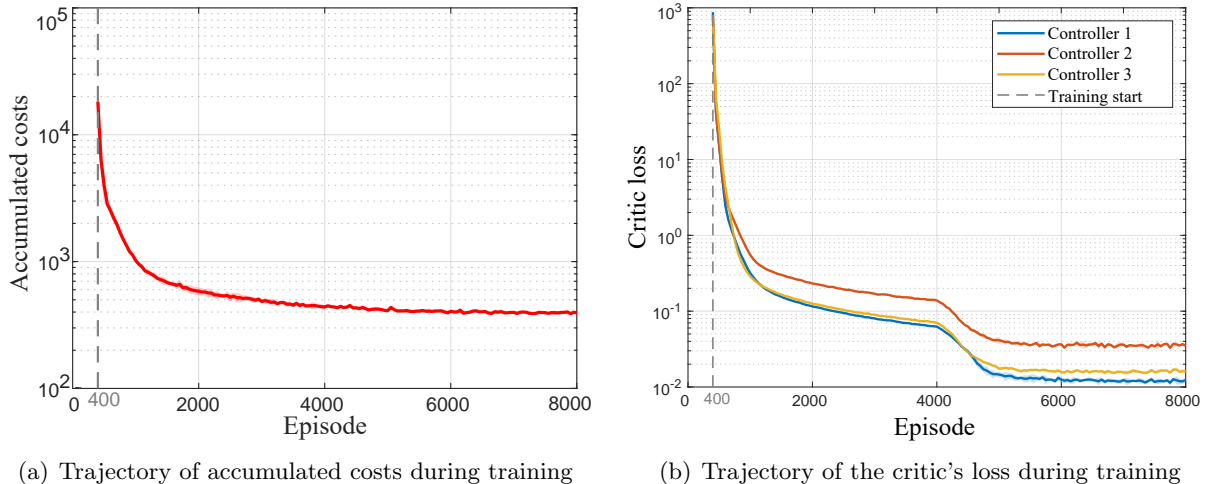 10^5
10^4
10^3
10^2
Accumulated costs
0 400 2000 4000 6000 8000
Episode
(a) Trajectory of accumulated costs during training
10^3
10^2
10^1
10^0
10^-1
10^-2
Critic loss
Controller 1
Controller 2
Controller 3
Training start
0 400 2000 4000 6000 8000
Episode
(b) Trajectory of the critic's loss during training